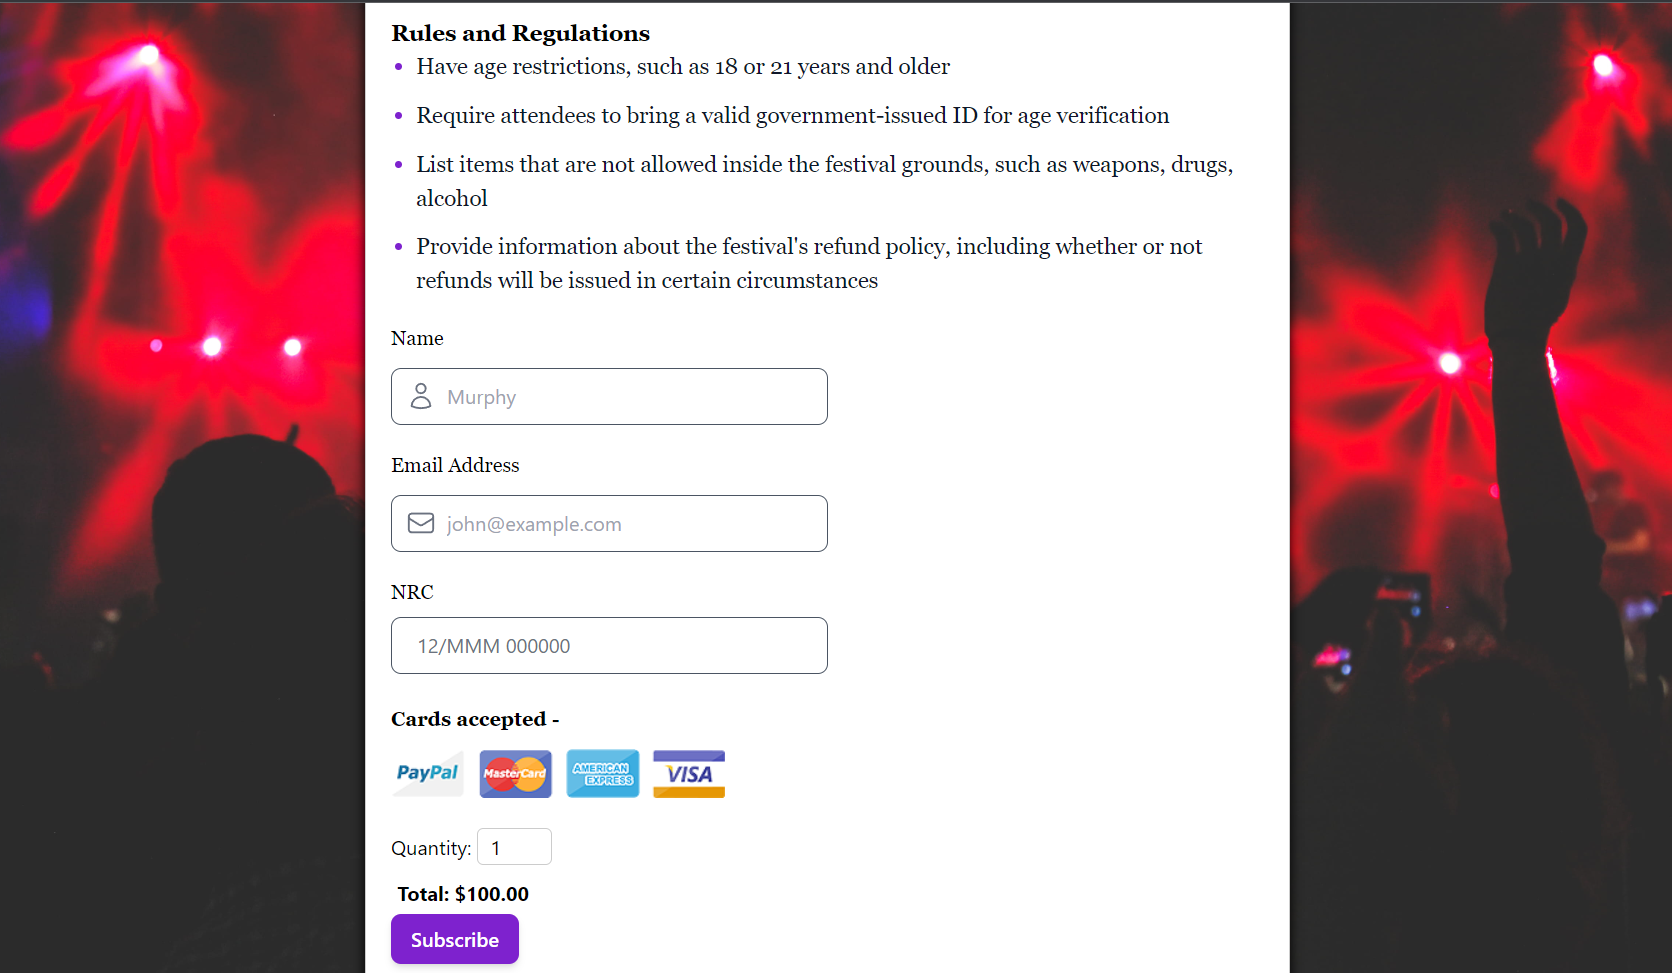 Rules and Regulations
Have age restrictions, such as 18 or 21 years and older
Require attendees to bring a valid government-issued ID for age verification
List items that are not allowed inside the festival grounds, such as weapons, drugs,
alcohol
Provide information about the festival's refund policy, including whether or not
refunds will be issued in certain circumstances
Name
Murphy
Email Address
john@example.com
NRC
12/MMM 000000
Cards accepted -
PayPal MasterCard AMERICAN EXPRESS VISA
Quantity: 1
Total: $100.00
Subscribe